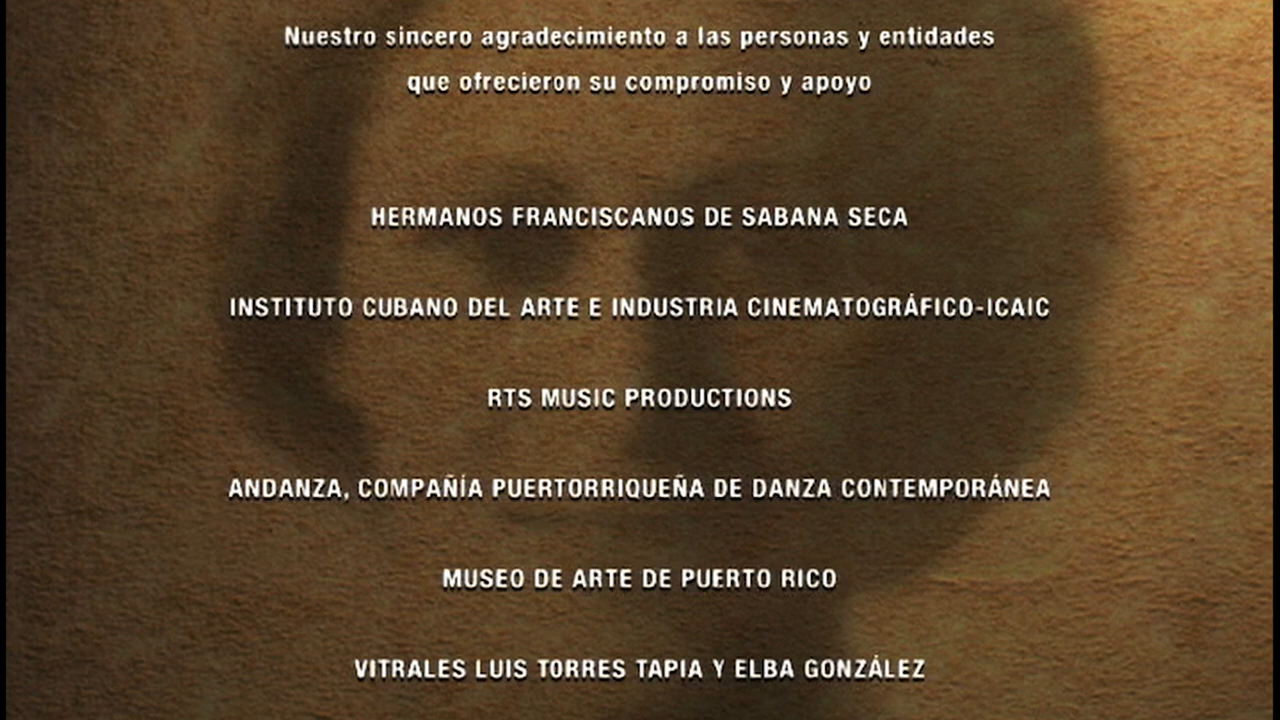 Nuestro sincero agradecimiento a las personas y entidades
que ofrecieron su compromiso y apoyo
HERMANOS FRANCISCANOS DE SABANA SECA
INSTITUTO CUBANO DEL ARTE E INDUSTRIA CINEMATOGRÁFICO-ICAIC
RTS MUSIC PRODUCTIONS
ANDANZA, COMPAÑÍA PUERTORRIQUEÑA DE DANZA CONTEMPORÁNEA
MUSEO DE ARTE DE PUERTO RICO
VITRALES LUIS TORRES TAPIA Y ELBA GONZÁLEZ